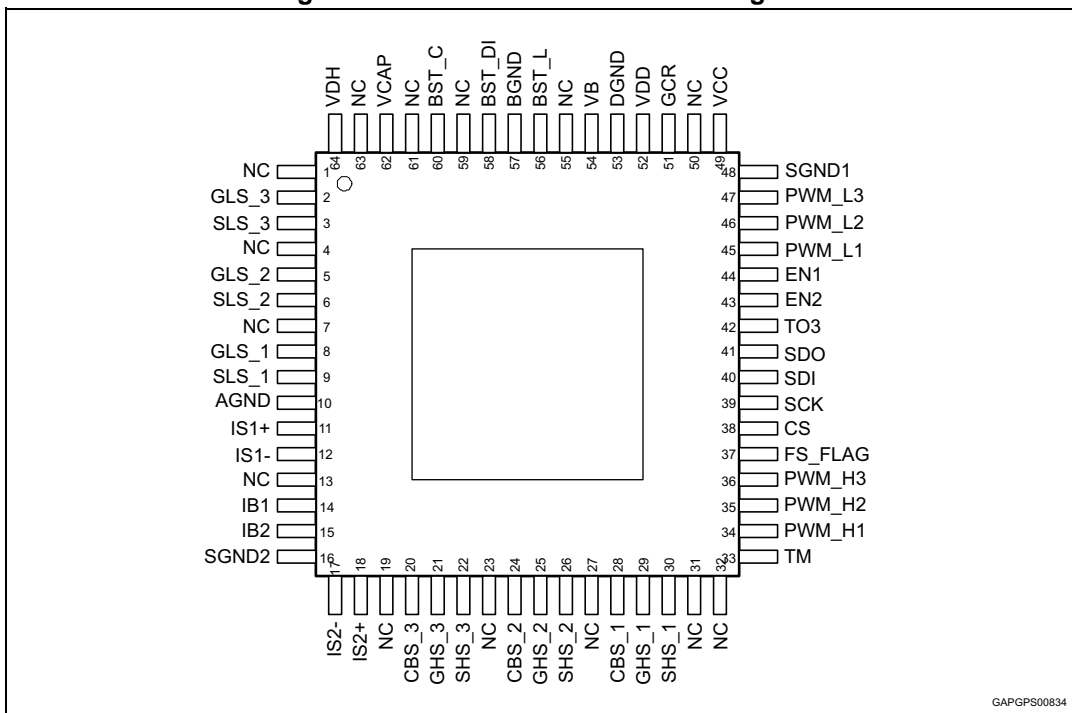 VDH
NC
VCAP
NC
BST_C
NC
BST_DI
BGND
BST_L
NC
VB
DGND
VDD
GCR
NC
VCC
64 63 62 61 60 59 58 57 56 55 54 53 52 51 50 49
NC 1
GLS_3 2
SLS_3 3
NC 4
GLS_2 5
SLS_2 6
NC 7
GLS_1 8
SLS_1 9
AGND 10
IS1+ 11
IS1- 12
NC 13
IB1 14
IB2 15
SGND2 16
48 SGND1
47 PWM_L3
46 PWM_L2
45 PWM_L1
44 EN1
43 EN2
42 TO3
41 SDO
40 SDI
39 SCK
38 CS
37 FS_FLAG
36 PWM_H3
35 PWM_H2
34 PWM_H1
33 TM
17 18 19 20 21 22 23 24 25 26 27 28 29 30 31 32
IS2-
IS2+
NC
CBS_3
GHS_3
SHS_3
NC
CBS_2
GHS_2
SHS_2
NC
CBS_1
GHS_1
SHS_1
NC
NC
GAPGPS00834